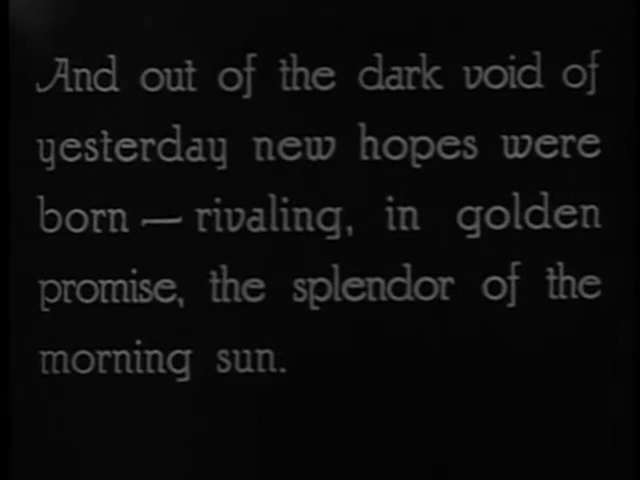 And out of the dark void of
yesterday new hopes were
born — rivaling, in golden
promise, the splendor of the
morning sun.